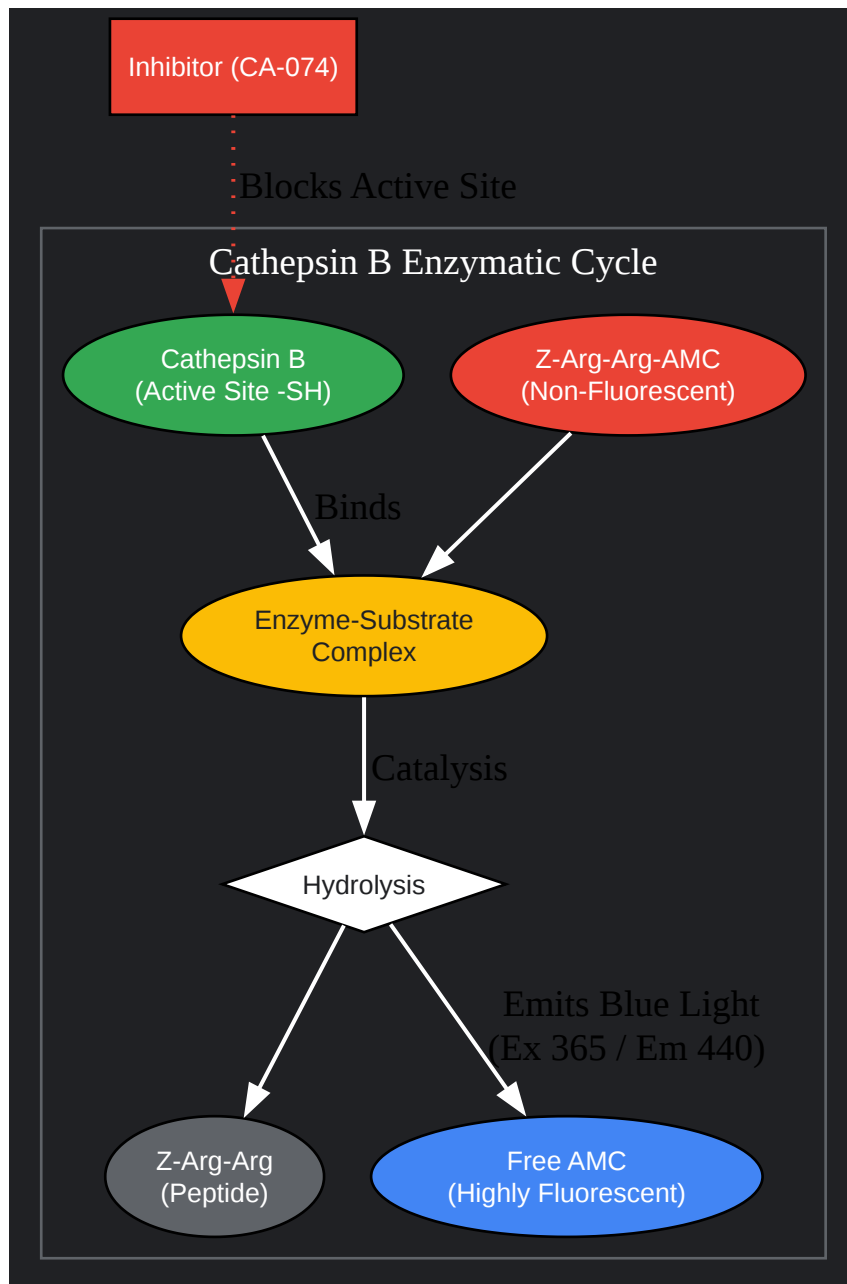 Inhibitor (CA-074)
Blocks Active Site
Cathepsin B Enzymatic Cycle
Cathepsin B
(Active Site -SH)
Z-Arg-Arg-AMC
(Non-Fluorescent)
Binds
Enzyme-Substrate
Complex
Catalysis
Hydrolysis
Emits Blue Light
(Ex 365 / Em 440)
Z-Arg-Arg
(Peptide)
Free AMC
(Highly Fluorescent)